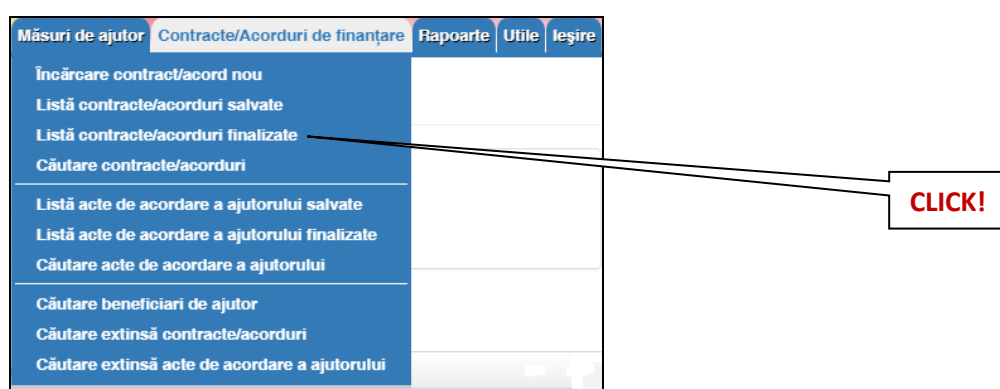 Măsuri de ajutor Contracte/Acorduri de finanțare Rapoarte Utile Ieşire
Încărcare contract/acord nou
Listă contracte/acorduri salvate
Listă contracte/acorduri finalizate
Căutare contracte/acorduri
CLICK!
Listă acte de acordare a ajutorului salvate
Listă acte de acordare a ajutorului finalizate
Căutare acte de acordare a ajutorului
Căutare beneficiari de ajutor
Căutare extinsă contracte/acorduri
Căutare extinsă acte de acordare a ajutorului